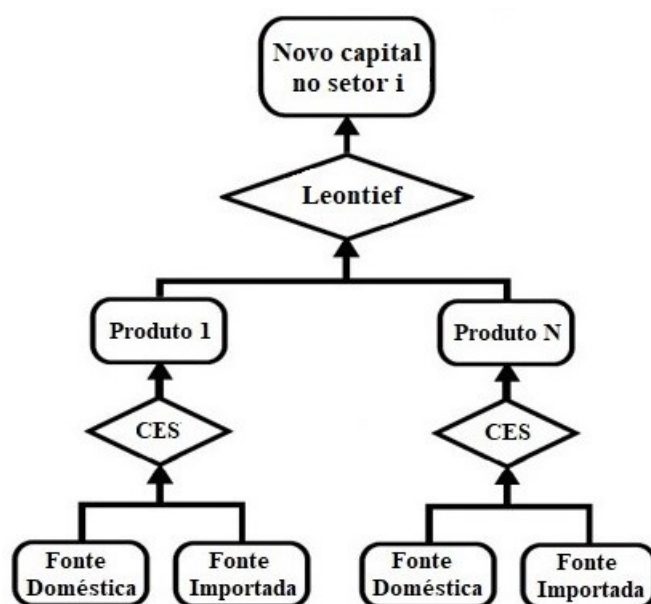 Novo capital
no setor i
Leontief
Produto 1
Produto N
CES
CES
Fonte
Doméstica
Fonte
Importada
Fonte
Doméstica
Fonte
Importada